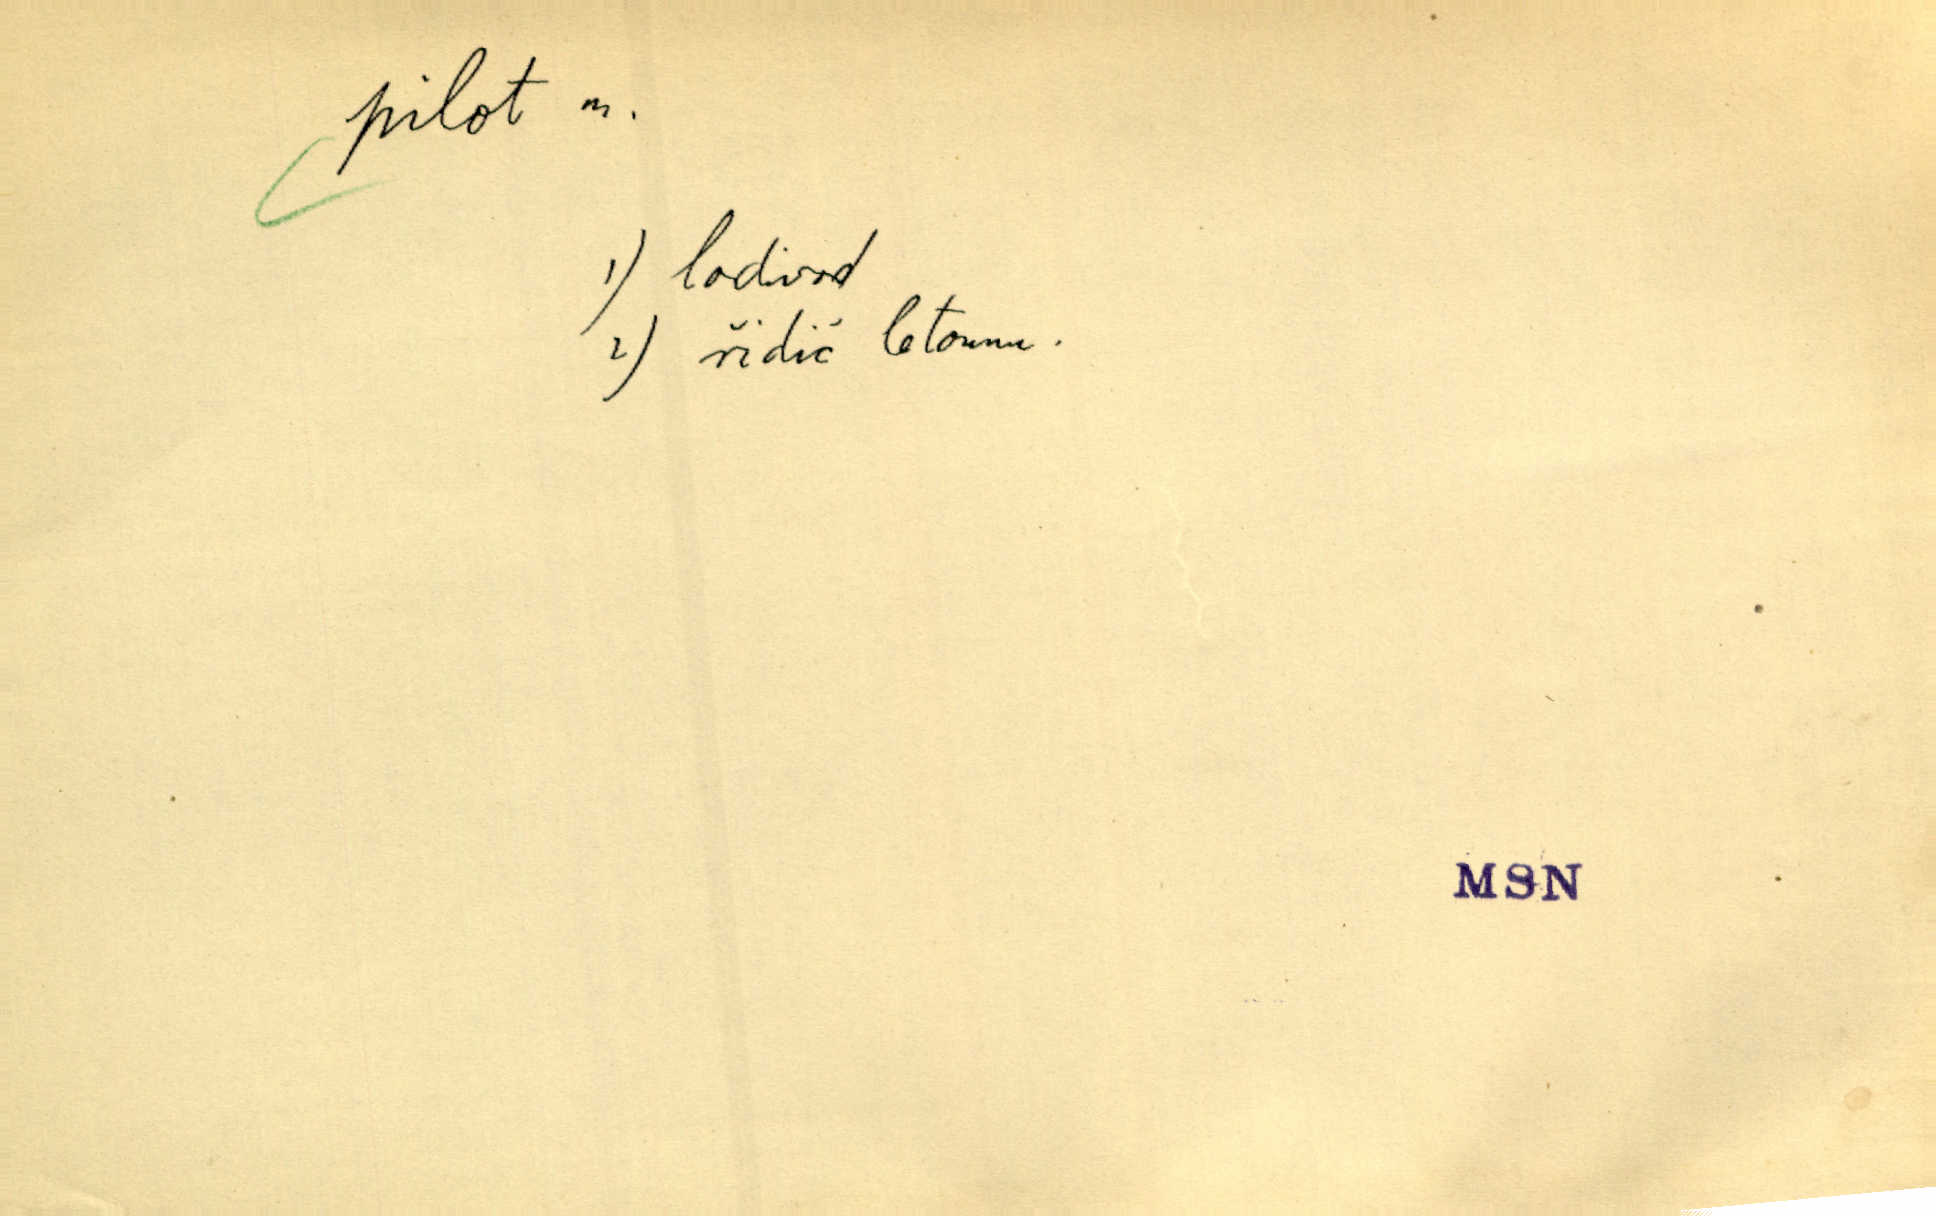 pilot m.
1) lodivod
2) řidič letounu.
MSN